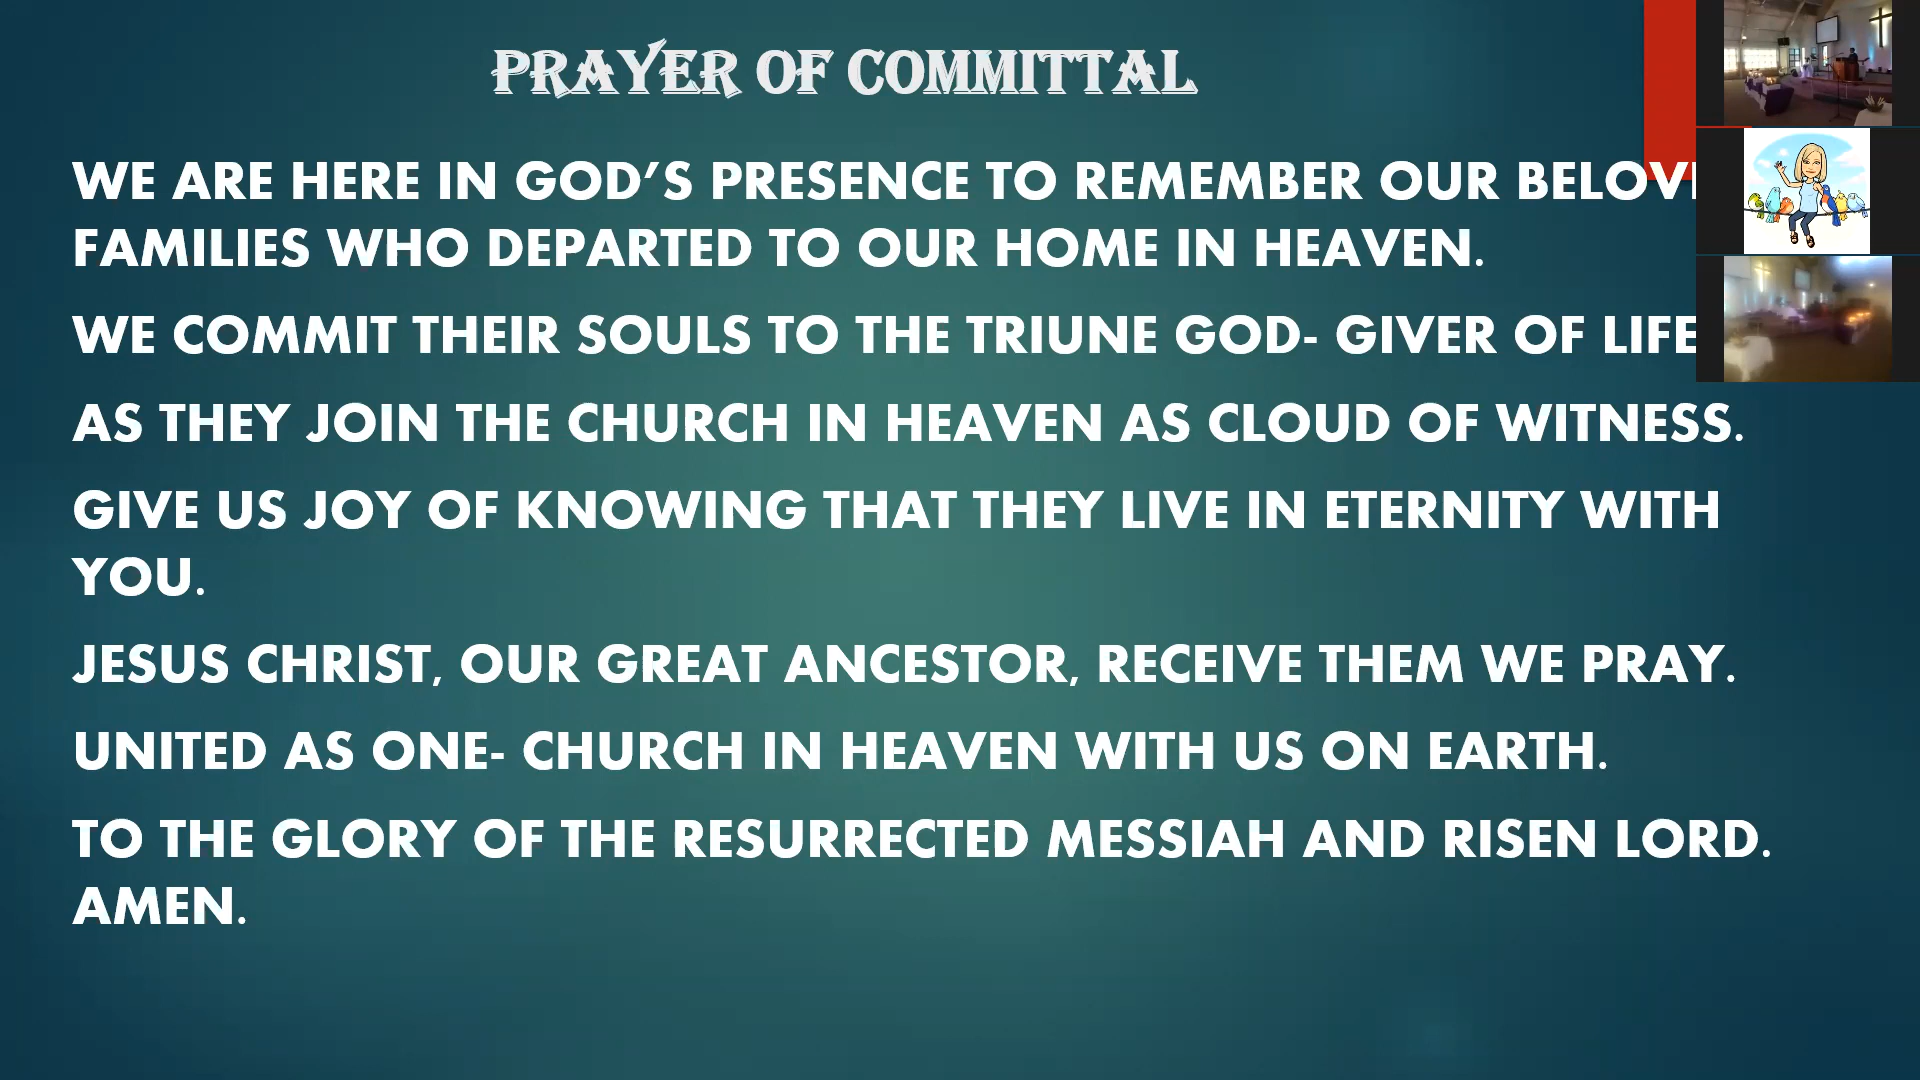 PRAYER OF COMMITTAL
WE ARE HERE IN GOD’S PRESENCE TO REMEMBER OUR
FAMILIES WHO DEPARTED TO OUR HOME IN HEAVEN.
WE COMMIT THEIR SOULS TO THE TRIUNE GOD- GIVER OF LIFE
AS THEY JOIN THE CHURCH IN HEAVEN AS CLOUD OF WITNESS.
GIVE US JOY OF KNOWING THAT THEY LIVE IN ETERNITY WITH
YOU.
JESUS CHRIST, OUR GREAT ANCESTOR, RECEIVE THEM WE PRAY.
UNITED AS ONE- CHURCH IN HEAVEN WITH US ON EARTH.
TO THE GLORY OF THE RESURRECTED MESSIAH AND RISEN LORD.
AMEN.